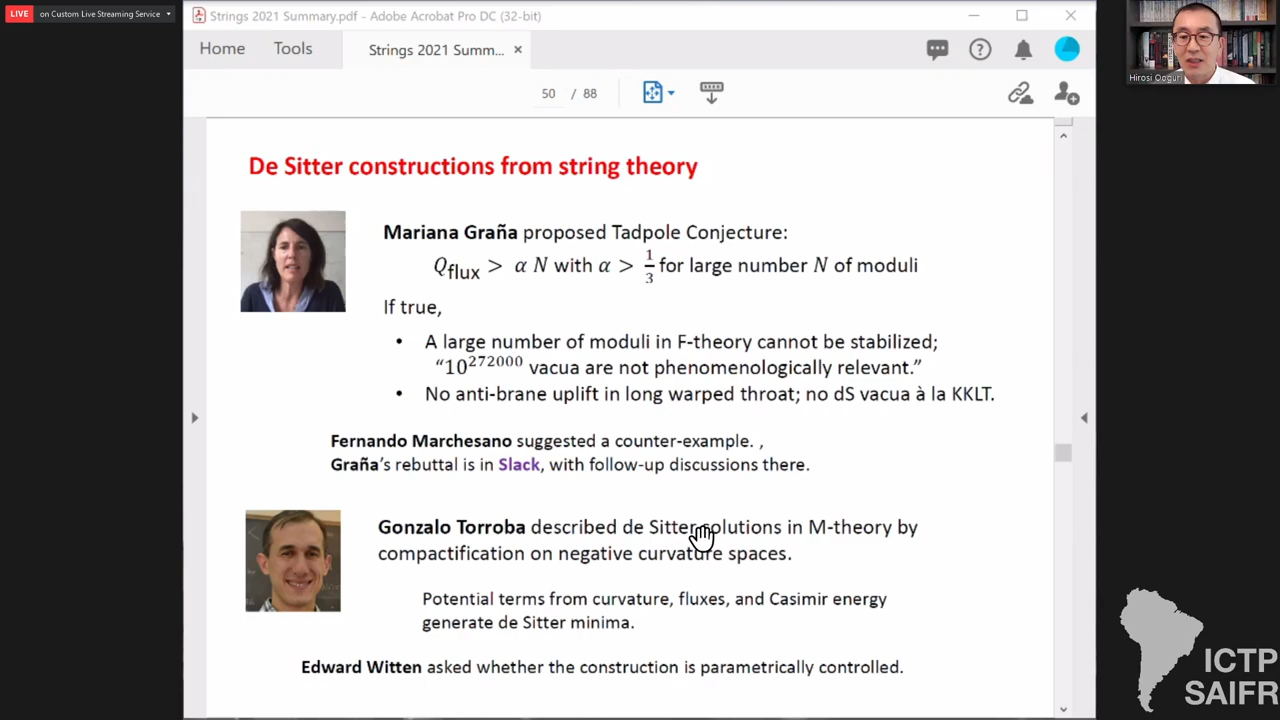 LIVE on Custom Live Streaming Service
Strings 2021 Summary.pdf - Adobe Acrobat Pro DC (32-bit)
Home Tools Strings 2021 Summ... ×
50 / 88
Hirosi Ooguri
De Sitter constructions from string theory
Mariana Graña proposed Tadpole Conjecture:
Q_flux > α N with α > 1/3 for large number N of moduli
If true,
• A large number of moduli in F-theory cannot be stabilized;
“10^272000 vacua are not phenomenologically relevant.”
• No anti-brane uplift in long warped throat; no dS vacua à la KKLT.
Fernando Marchesano suggested a counter-example. ,
Graña’s rebuttal is in Slack, with follow-up discussions there.
Gonzalo Torroba described de Sitter solutions in M-theory by
compactification on negative curvature spaces.
Potential terms from curvature, fluxes, and Casimir energy
generate de Sitter minima.
Edward Witten asked whether the construction is parametrically controlled.
ICTP
SAIFR